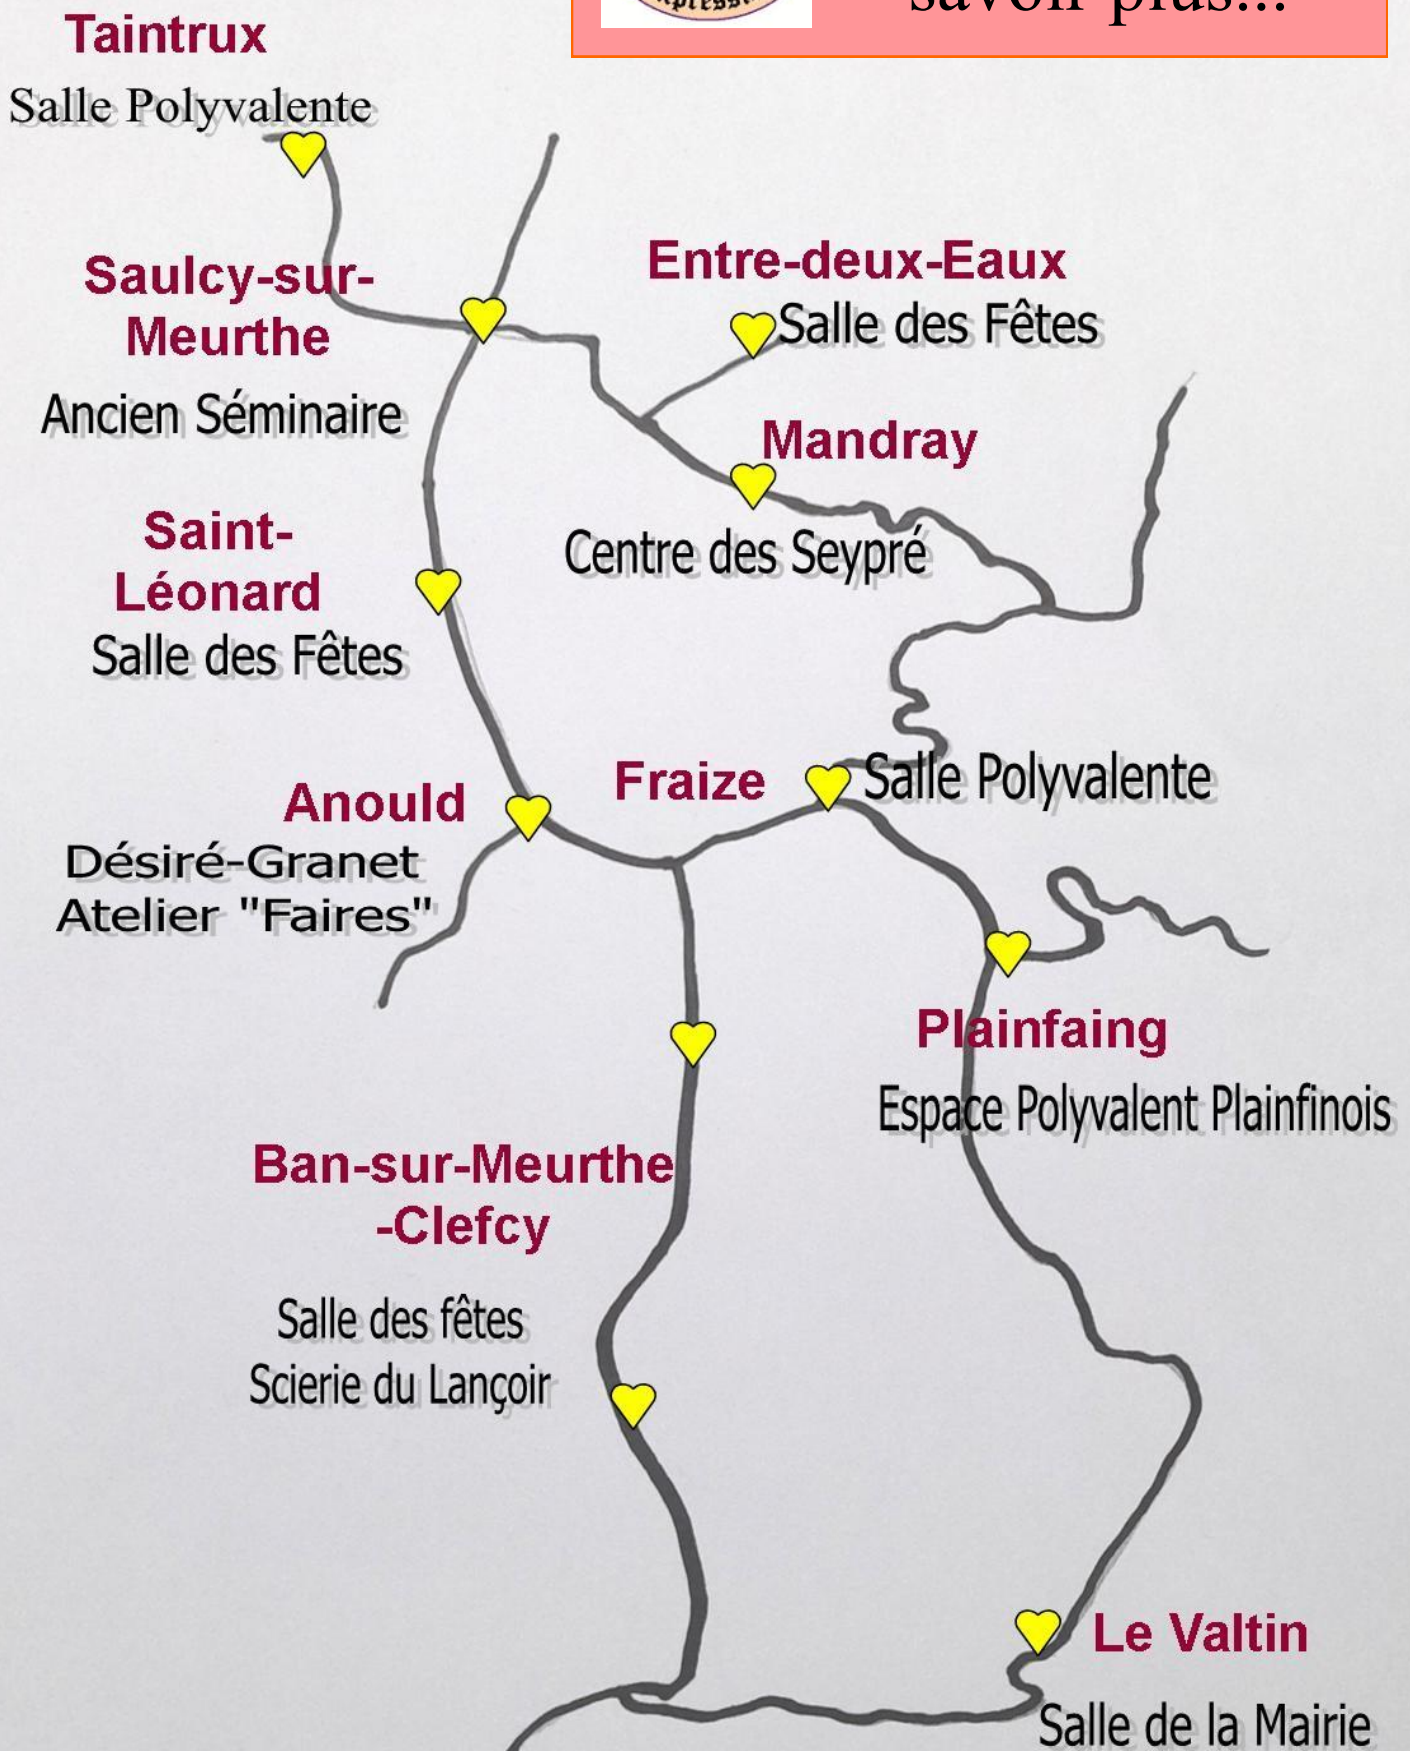 savoir plus...
Taintrux
Salle Polyvalente
Entre-deux-Eaux
Salle des Fêtes
Saulcy-sur-
Meurthe
Ancien Séminaire
Mandray
Centre des Seypré
Saint-
Léonard
Salle des Fêtes
Fraize
Salle Polyvalente
Anould
Désiré-Granet
Atelier "Faires"
Plainfaing
Espace Polyvalent Plainfinois
Ban-sur-Meurthe
-Clefcy
Salle des fêtes
Scierie du Lançoir
Le Valtin
Salle de la Mairie